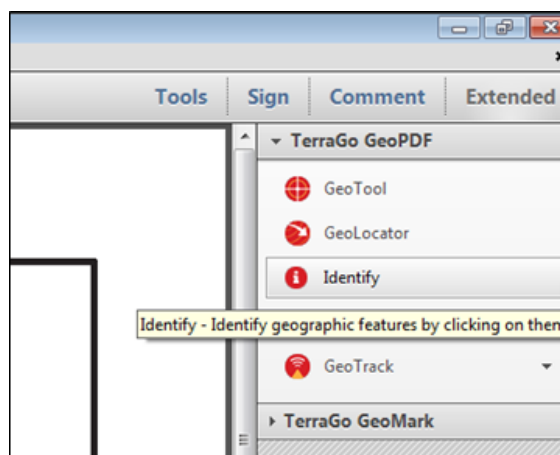 Tools Sign Comment Extended
TerraGo GeoPDF
GeoTool
GeoLocator
Identify
Identify - Identify geographic features by clicking on
GeoTrack
TerraGo GeoMark